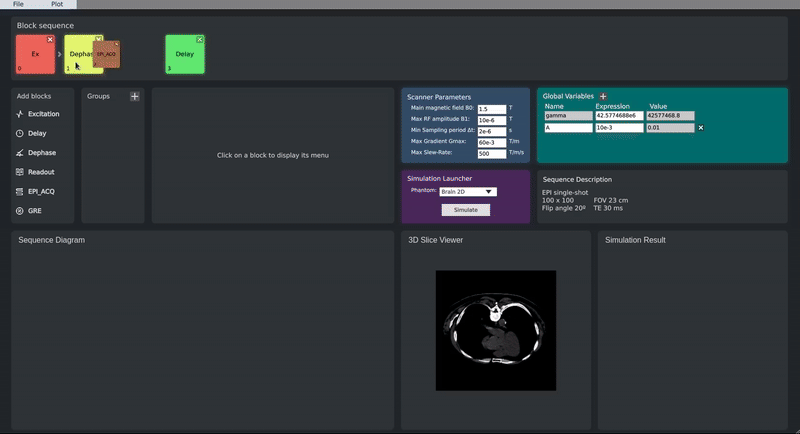 File Plot
Block sequence
Ex
0
Dephas
1
EPI_ACQ
Delay
3
Add blocks
Excitation
Delay
Dephase
Readout
EPI_ACQ
GRE
Groups
Click on a block to display its menu
Scanner Parameters
Main magnetic field B0: 1.5 T
Max RF amplitude B1: 10e-6 T
Min Sampling period Δt: 2e-6 s
Max Gradient Gmax: 60e-3 T/m
Max Slew-Rate: 500 T/m/s
Simulation Launcher
Phantom: Brain 2D
Simulate
Global Variables
Name Expression Value
gamma 42.5774688e6 42577468.8
A 10e-3 0.01
Sequence Description
EPI single-shot
100 x 100 FOV 23 cm
Flip angle 20º TE 30 ms
Sequence Diagram
3D Slice Viewer
Simulation Result